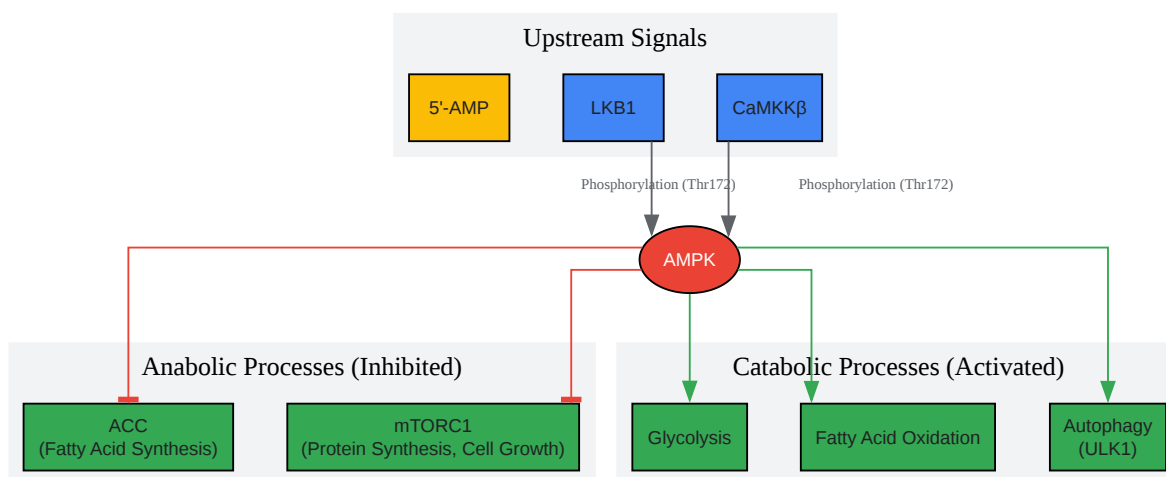 Upstream Signals
5'-AMP
LKB1
CaMKKβ
Phosphorylation (Thr172)
Phosphorylation (Thr172)
AMPK
Anabolic Processes (Inhibited)
Catabolic Processes (Activated)
ACC
(Fatty Acid Synthesis)
mTORC1
(Protein Synthesis, Cell Growth)
Glycolysis
Fatty Acid Oxidation
Autophagy
(ULK1)